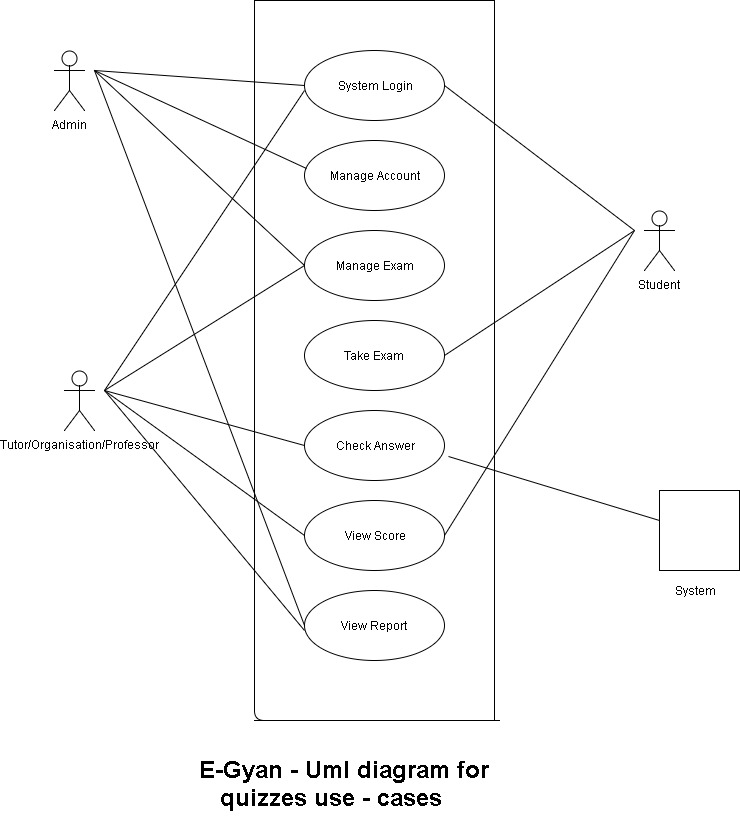 System Login
Admin
Manage Account
Manage Exam
Student
Take Exam
Tutor/Organisation/Professor
Check Answer
View Score
System
View Report
E-Gyan - Uml diagram for
quizzes use - cases